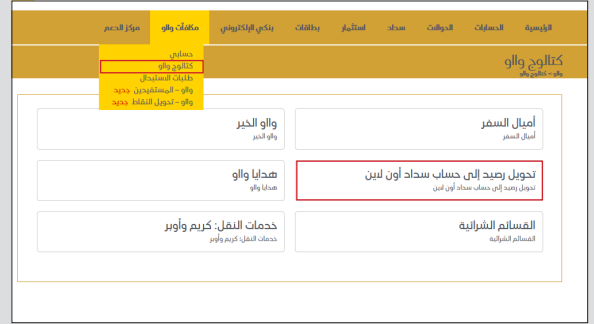 الرئيسية
الحسابات
الحوالات
سداد
استثمار
بطاقات
بنكي الإلكتروني
مكافآت والو
مركز الدعم
حسابي
كتالوج والو
طلبات الاستبدال
والو – المستفيدين جديد
والو – تحويل النقاط جديد
كتالوج والو
والو - كتالوج والو
أميال السفر
أميال السفر
والو الخير
والو الخير
تحويل رصيد إلى حساب سداد أون لاين
تحويل رصيد إلى حساب سداد أون لاين
هدايا والو
هدايا والو
القسائم الشرائية
القسائم الشرائية
خدمات النقل: كريم وأوبر
خدمات النقل: كريم وأوبر